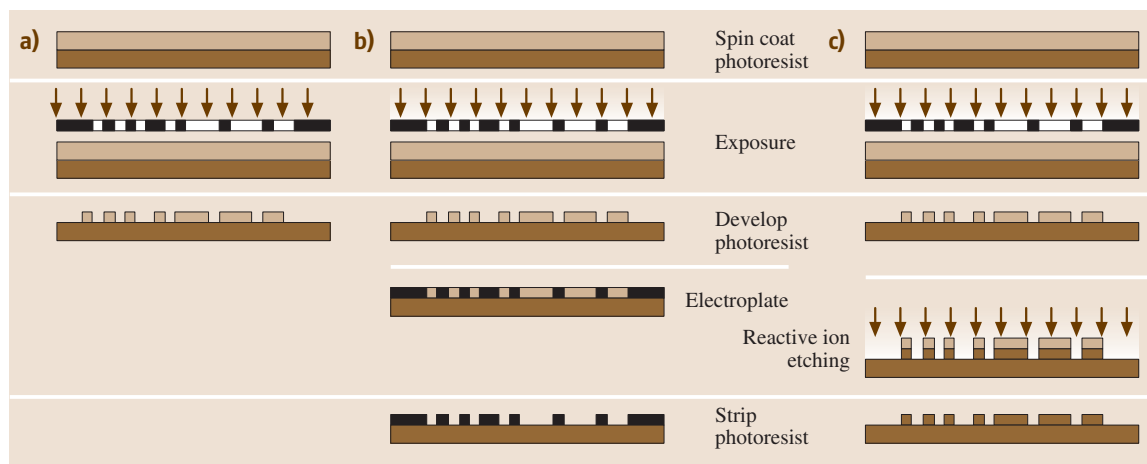 a)
b)
c)
Spin coat
photoresist
Exposure
Develop
photoresist
Electroplate
Reactive ion
etching
Strip
photoresist